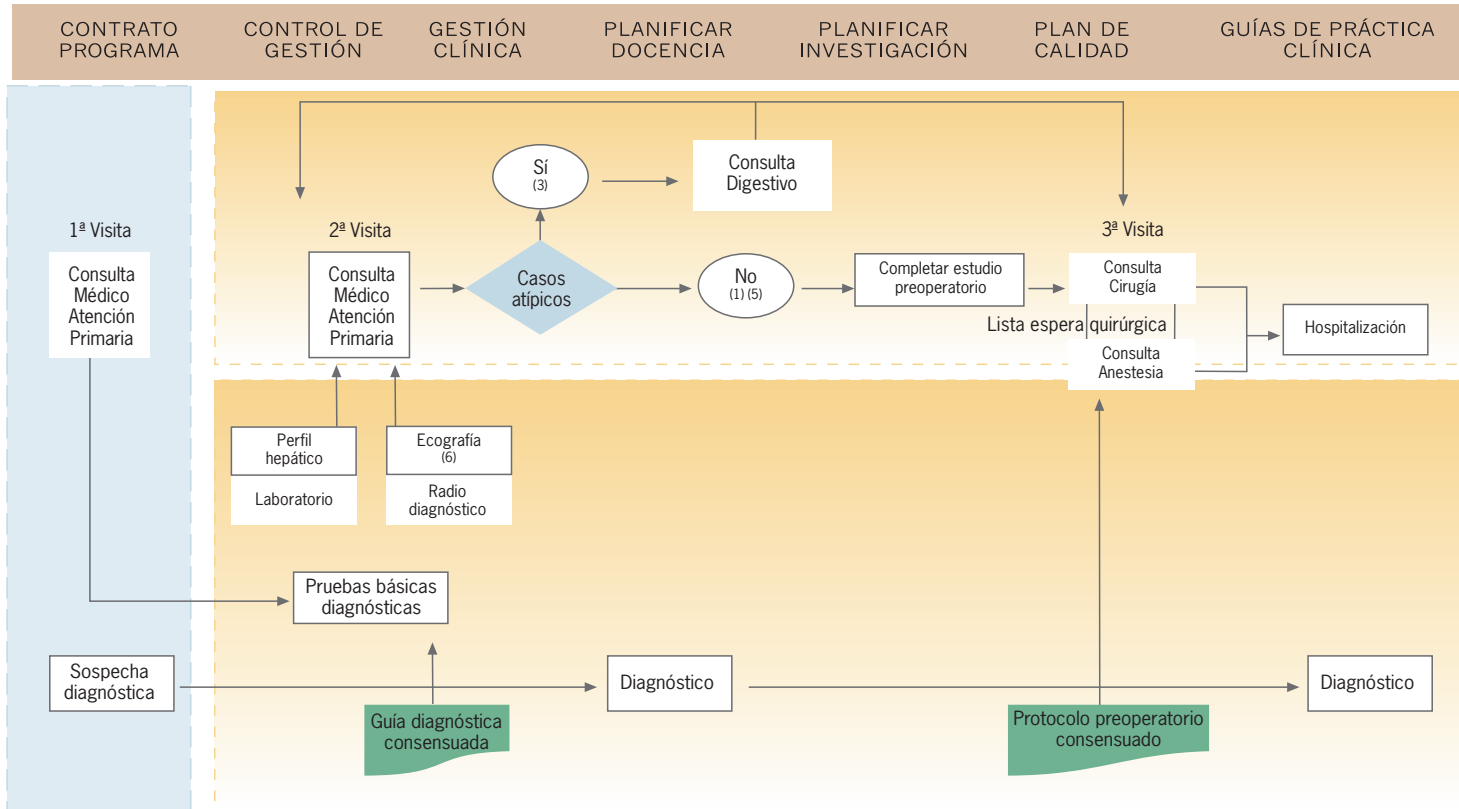 CONTRATO
PROGRAMA
CONTROL DE
GESTIÓN
GESTIÓN
CLÍNICA
PLANIFICAR
DOCENCIA
PLANIFICAR
INVESTIGACIÓN
PLAN DE
CALIDAD
GUÍAS DE PRÁCTICA
CLÍNICA
Sí
(3)
Consulta
Digestivo
1ª Visita
Consulta
Médico
Atención
Primaria
2ª Visita
Consulta
Médico
Atención
Primaria
Casos
atípicos
No
(1) (5)
Completar estudio
preoperatorio
3ª Visita
Consulta
Cirugía
Lista espera quirúrgica
Consulta
Anestesia
Hospitalización
Perfil
hepático
Laboratorio
Ecografía
(6)
Radio
diagnóstico
Pruebas básicas
diagnósticas
Sospecha
diagnóstica
Diagnóstico
Diagnóstico
Guía diagnóstica
consensuada
Protocolo preoperatorio
consensuado